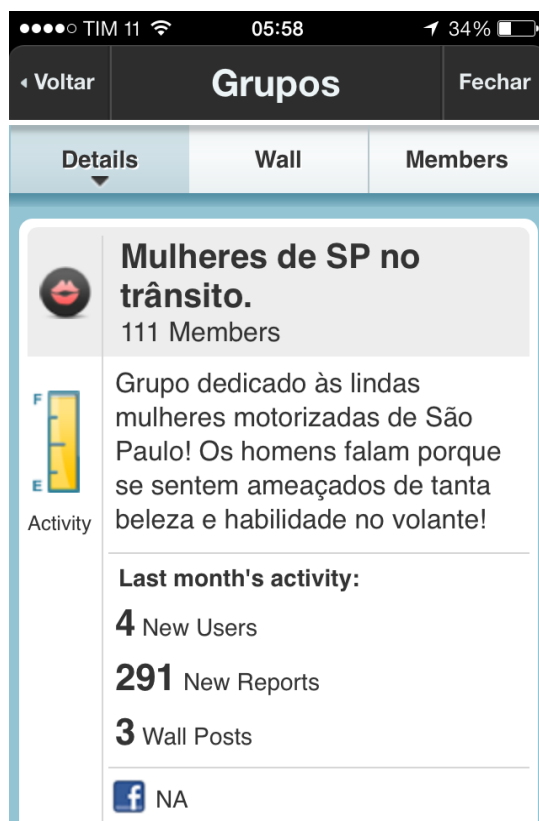 TIM 11 05:58 34%
Voltar Grupos Fechar
Details Wall Members
Mulheres de SP no
trânsito.
111 Members
Grupo dedicado às lindas
mulheres motorizadas de São
Paulo! Os homens falam porque
se sentem ameaçados de tanta
beleza e habilidade no volante!
F
E
Activity
Last month's activity:
4 New Users
291 New Reports
3 Wall Posts
f NA